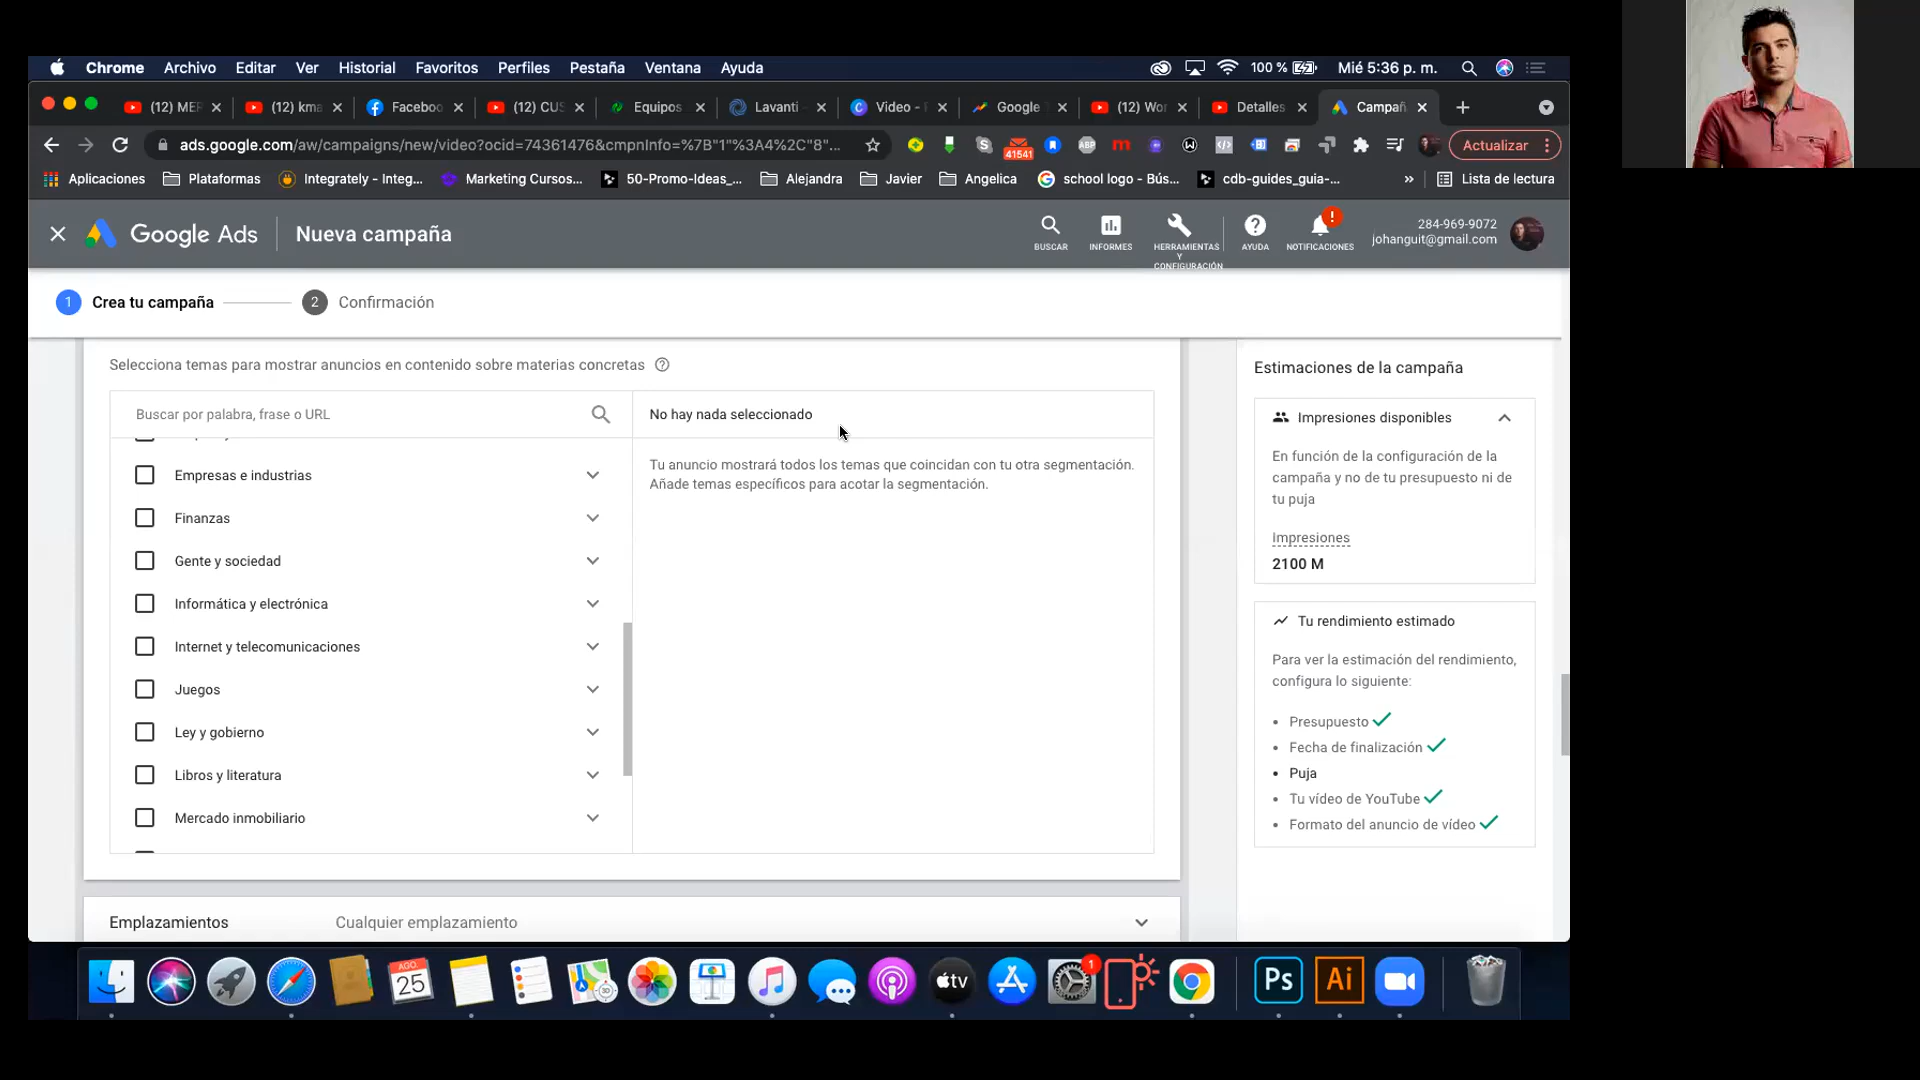 Chrome Archivo Editar Ver Historial Favoritos Perfiles Pestaña Ventana Ayuda 100 % Mié 5:36 p. m.
(12) MER (12) kma Faceboo (12) CUS Equipos Lavanti - Video - Google (12) Wor Detalles Campañ
ads.google.com/aw/campaigns/new/video?ocid=74361476&cmpnInfo=%7B"1"%3A4%2C"8"... 41541 ABP Actualizar
Aplicaciones Plataformas Integrately - Integ... Marketing Cursos... 50-Promo-Ideas_... Alejandra Javier Angelica school logo - Bús... cdb-guides_guia-... » Lista de lectura
Google Ads Nueva campaña
BUSCAR INFORMES HERRAMIENTAS Y CONFIGURACIÓN AYUDA NOTIFICACIONES
284-969-9072
johanguit@gmail.com
1 Crea tu campaña 2 Confirmación
Selecciona temas para mostrar anuncios en contenido sobre materias concretas
Buscar por palabra, frase o URL
Empresas e industrias
Finanzas
Gente y sociedad
Informática y electrónica
Internet y telecomunicaciones
Juegos
Ley y gobierno
Libros y literatura
Mercado inmobiliario
No hay nada seleccionado
Tu anuncio mostrará todos los temas que coincidan con tu otra segmentación.
Añade temas específicos para acotar la segmentación.
Emplazamientos Cualquier emplazamiento
Estimaciones de la campaña
Impresiones disponibles
En función de la configuración de la
campaña y no de tu presupuesto ni de
tu puja
Impresiones
2100 M
Tu rendimiento estimado
Para ver la estimación del rendimiento,
configura lo siguiente:
• Presupuesto
• Fecha de finalización
• Puja
• Tu vídeo de YouTube
• Formato del anuncio de vídeo
AGO
25
tv
1
Ps
Ai